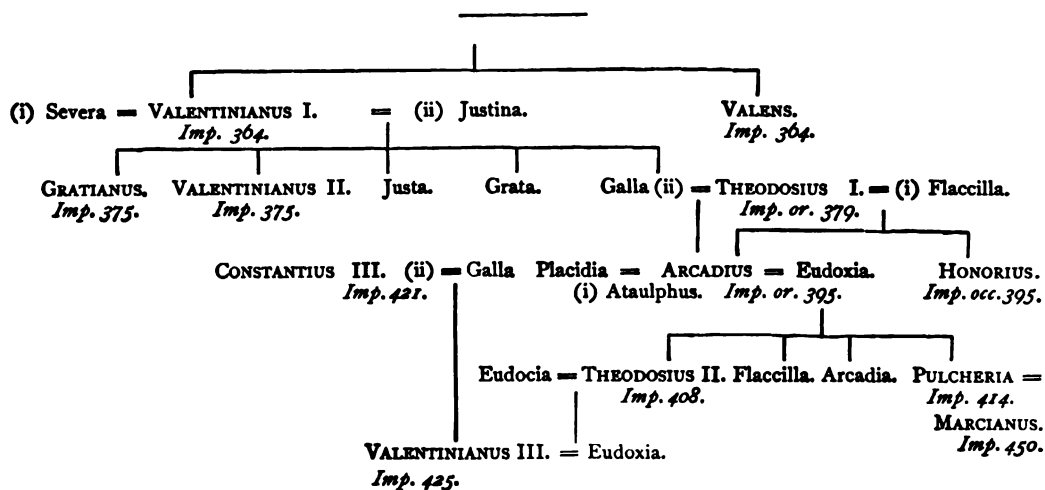 (i) Severa = VALENTINIANUS I. = (ii) Justina. VALENS.
Imp. 364. Imp. 364.
GRATIANUS. VALENTINIANUS II. Justa. Grata. Galla (ii) = THEODOSIUS I. = (i) Flaccilla.
Imp. 375. Imp. 375. Imp. or. 379.
CONSTANTIUS III. (ii) = Galla Placidia = ARCADIUS = Eudoxia. HONORIUS.
Imp. 421. (i) Ataulphus. Imp. or. 395. Imp. occ. 395.
Eudocia = THEODOSIUS II. Flaccilla. Arcadia. PULCHERIA =
Imp. 408. Imp. 414.
MARCIANUS.
Imp. 450.
VALENTINIANUS III. = Eudoxia.
Imp. 425.